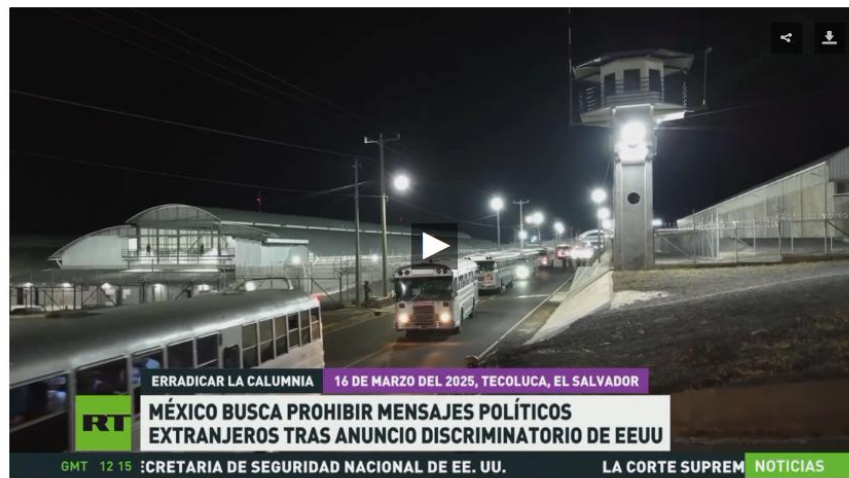 ERRADICAR LA CALUMNIA
16 DE MARZO DEL 2025, TECOLUCA, EL SALVADOR
RT
MÉXICO BUSCA PROHIBIR MENSAJES POLÍTICOS
EXTRANJEROS TRAS ANUNCIO DISCRIMINATORIO DE EEUU
GMT 12 15 ECRETARIA DE SEGURIDAD NACIONAL DE EE. UU. LA CORTE SUPREM NOTICIAS